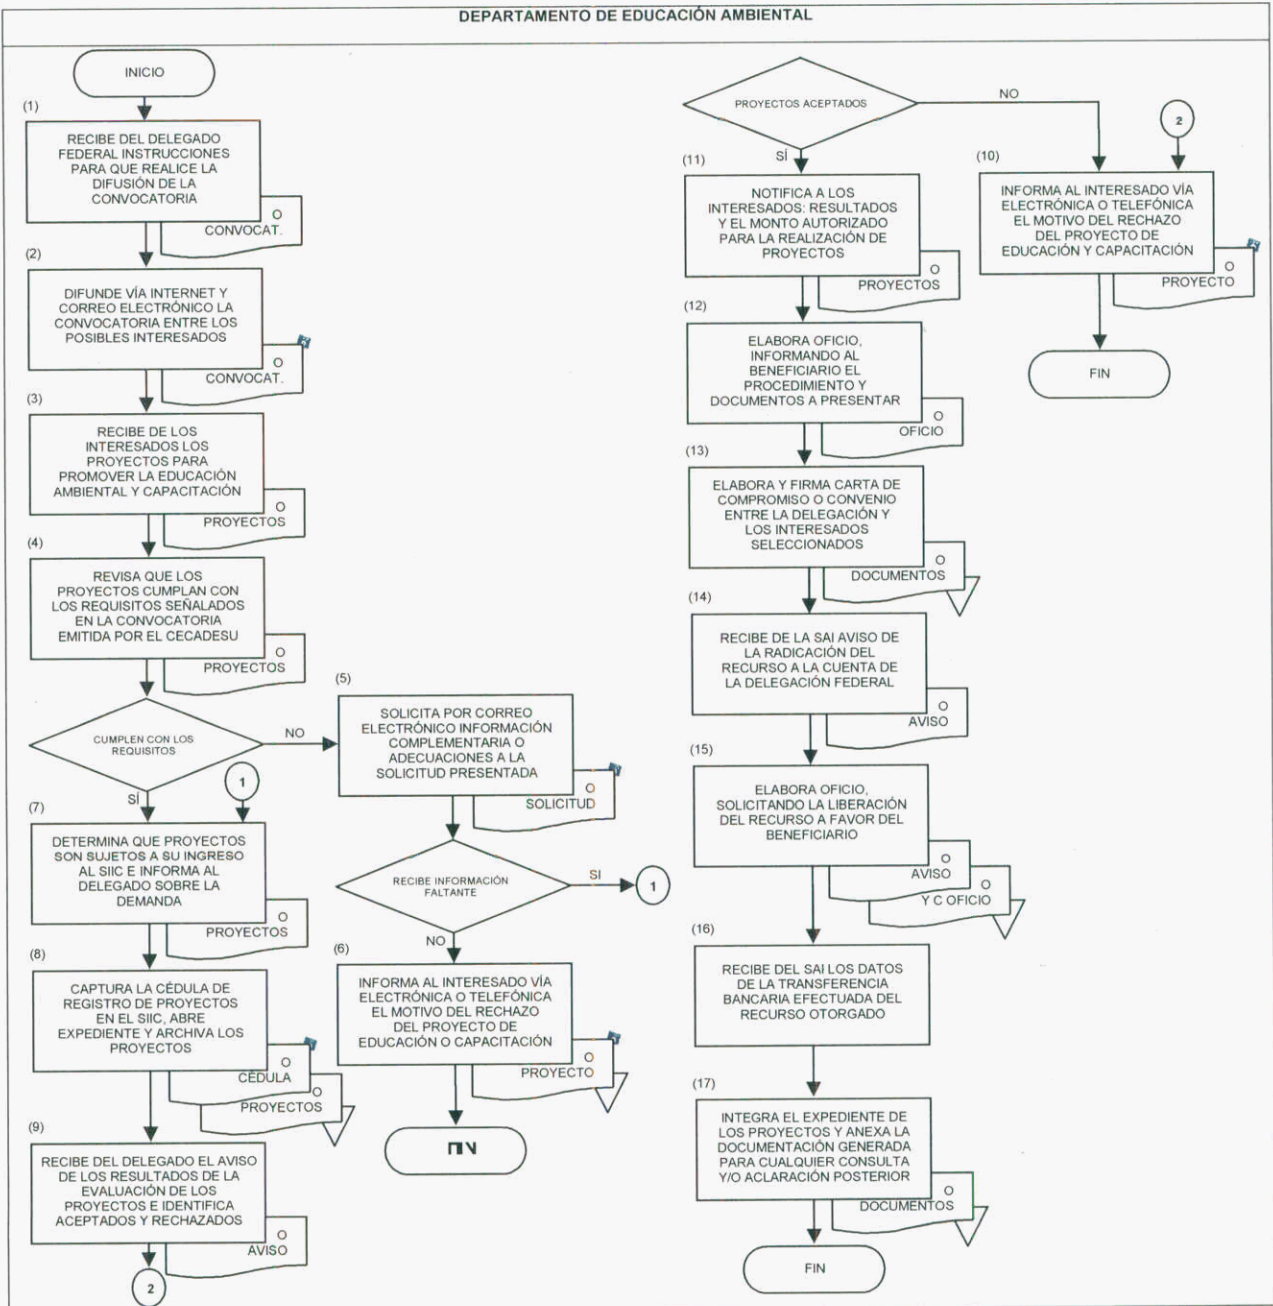 DEPARTAMENTO DE EDUCACIÓN AMBIENTAL
INICIO
(1)
RECIBE DEL DELEGADO
FEDERAL INSTRUCCIONES
PARA QUE REALICE LA
DIFUSIÓN DE LA
CONVOCATORIA
O
CONVOCAT.
(2)
DIFUNDE VÍA INTERNET Y
CORREO ELECTRÓNICO LA
CONVOCATORIA ENTRE LOS
POSIBLES INTERESADOS
O
CONVOCAT.
(3)
RECIBE DE LOS
INTERESADOS LOS
PROYECTOS PARA
PROMOVER LA EDUCACIÓN
AMBIENTAL Y CAPACITACIÓN
O
PROYECTOS
(4)
REVISA QUE LOS
PROYECTOS CUMPLAN CON
LOS REQUISITOS SEÑALADOS
EN LA CONVOCATORIA
EMITIDA POR EL CECADESU
O
PROYECTOS
CUMPLEN CON LOS
REQUISITOS
NO
SÍ
1
(5)
SOLICITA POR CORREO
ELECTRÓNICO INFORMACIÓN
COMPLEMENTARIA O
ADECUACIONES A LA
SOLICITUD PRESENTADA
O
SOLICITUD
RECIBE INFORMACIÓN
FALTANTE
SI
1
NO
(6)
INFORMA AL INTERESADO VÍA
ELECTRÓNICA O TELEFÓNICA
EL MOTIVO DEL RECHAZO
DEL PROYECTO DE
EDUCACIÓN O CAPACITACIÓN
O
PROYECTO
(7)
DETERMINA QUE PROYECTOS
SON SUJETOS A SU INGRESO
AL SIIC E INFORMA AL
DELEGADO SOBRE LA
DEMANDA
O
PROYECTOS
(8)
CAPTURA LA CÉDULA DE
REGISTRO DE PROYECTOS
EN EL SIIC, ABRE
EXPEDIENTE Y ARCHIVA LOS
PROYECTOS
O
CÉDULA
O
PROYECTOS
(9)
RECIBE DEL DELEGADO EL AVISO
DE LOS RESULTADOS DE LA
EVALUACIÓN DE LOS
PROYECTOS E IDENTIFICA
ACEPTADOS Y RECHAZADOS
O
AVISO
2
PROYECTOS ACEPTADOS
NO
SÍ
2
(10)
INFORMA AL INTERESADO VÍA
ELECTRÓNICA O TELEFÓNICA
EL MOTIVO DEL RECHAZO
DEL PROYECTO DE
EDUCACIÓN Y CAPACITACIÓN
O
PROYECTO
FIN
(11)
NOTIFICA A LOS
INTERESADOS: RESULTADOS
Y EL MONTO AUTORIZADO
PARA LA REALIZACIÓN DE
PROYECTOS
O
PROYECTOS
(12)
ELABORA OFICIO,
INFORMANDO AL
BENEFICIARIO EL
PROCEDIMIENTO Y
DOCUMENTOS A PRESENTAR
O
OFICIO
(13)
ELABORA Y FIRMA CARTA DE
COMPROMISO O CONVENIO
ENTRE LA DELEGACIÓN Y
LOS INTERESADOS
SELECCIONADOS
O
DOCUMENTOS
(14)
RECIBE DE LA SAI AVISO DE
LA RADICACIÓN DEL
RECURSO A LA CUENTA DE
LA DELEGACIÓN FEDERAL
O
AVISO
(15)
ELABORA OFICIO,
SOLICITANDO LA LIBERACIÓN
DEL RECURSO A FAVOR DEL
BENEFICIARIO
O
AVISO
O
Y C OFICIO
(16)
RECIBE DEL SAI LOS DATOS
DE LA TRANSFERENCIA
BANCARIA EFECTUADA DEL
RECURSO OTORGADO
(17)
INTEGRA EL EXPEDIENTE DE
LOS PROYECTOS Y ANEXA LA
DOCUMENTACIÓN GENERADA
PARA CUALQUIER CONSULTA
Y/O ACLARACIÓN POSTERIOR
O
DOCUMENTOS
FIN